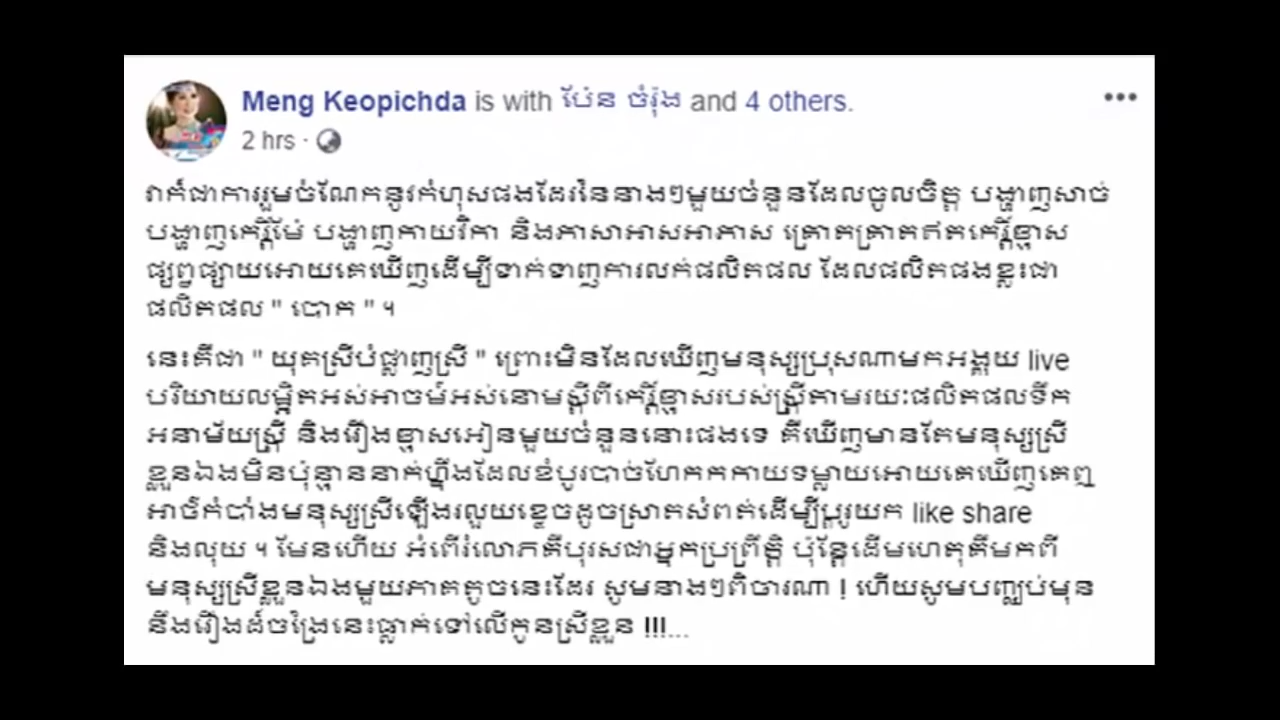 Meng Keopichda is with ប៉ែន ចំរ៉ុង and 4 others.
2 hrs ·
វាក៏ជាការរួមចំណែកនូវកំហុសផងដែរនៃនាងៗមួយចំនួនដែលចូលចិត្ត បង្ហាញសាច់
បង្ហាញកេរ្តិ៍ម៉ែ បង្ហាញកាយវិកា និងភាសាអាសអាភាស គ្រោតគ្រាតឥតកេរ្តិ៍ខ្មាស
ផ្សព្វផ្សាយអោយគេឃើញដើម្បីទាក់ទាញការលក់ផលិតផល ដែលផលិតផងខ្លះជា
ផលិតផល " បោក " ។
នេះគឺជា " យុគស្រីបំផ្លាញស្រី " ព្រោះមិនដែលឃើញមនុស្សប្រុសណាមកអង្គុយ live
បរិយាយលម្អិតអស់អាចម៍អស់នោមស្តីពីកេរ្តិ៍ខ្មាសរបស់ស្ត្រីតាមរយៈផលិតផលទឹក
អនាម័យស្ត្រី និងរឿងខ្មាសអៀនមួយចំនួននោះផងទេ គឺឃើញមានតែមនុស្សស្រី
ខ្លួនឯងមិនប៉ុន្មាននាក់ហ្នឹងដែលខំបូរបាច់ហែកកកាយទម្លាយអោយគេឃើញគេឮ
អាថ៌កំបាំងមនុស្សស្រីឡើងរលួយខ្ទេចដូចស្រាតសំពត់ដើម្បីប្តូរយក like share
និងលុយ ។ មែនហើយ អំពើរំលោភគឺបុរសជាអ្នកប្រព្រឹត្តិ ប៉ុន្តែដើមហេតុគឺមកពី
មនុស្សស្រីខ្លួនឯងមួយភាគតូចនេះដែរ សូមនាងៗពិចារណា ! ហើយសូមបញ្ឈប់មុន
នឹងរឿងដ៏ចង្រៃនេះធ្លាក់ទៅលើកូនស្រីខ្លួន !!!...